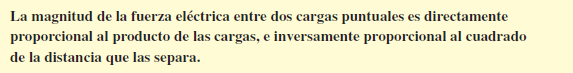 La magnitud de la fuerza eléctrica entre dos cargas puntuales es directamente
proporcional al producto de las cargas, e inversamente proporcional al cuadrado
de la distancia que las separa.